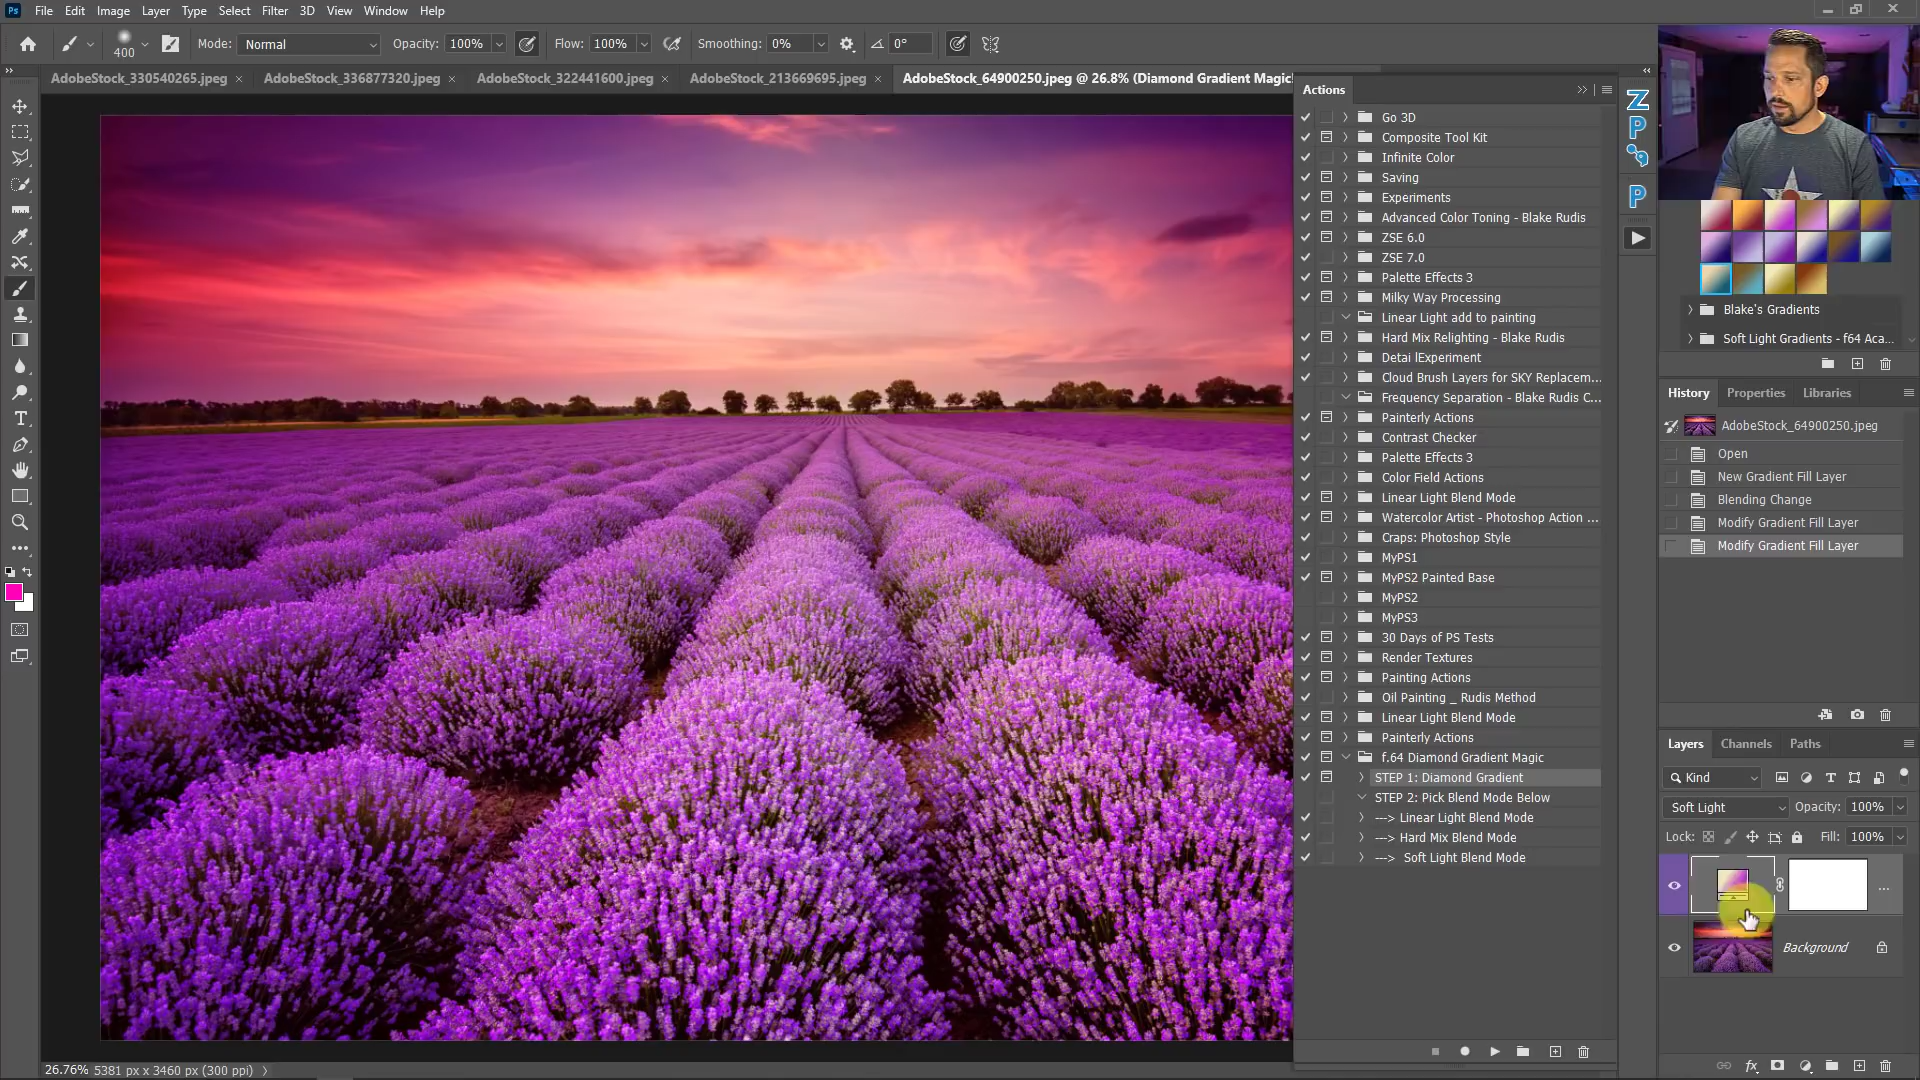 Ps File Edit Image Layer Type Select Filter 3D View Window Help
400 Mode: Normal Opacity: 100% Flow: 100% Smoothing: 0% 0°
AdobeStock_330540265.jpeg × AdobeStock_336877320.jpeg × AdobeStock_322441600.jpeg × AdobeStock_213669695.jpeg × AdobeStock_64900250.jpeg @ 26.8% (Diamond Gradient Magic
Actions
Go 3D
Composite Tool Kit
Infinite Color
Saving
Experiments
Advanced Color Toning - Blake Rudis
ZSE 6.0
ZSE 7.0
Palette Effects 3
Milky Way Processing
Linear Light add to painting
Hard Mix Relighting - Blake Rudis
Detai lExperiment
Cloud Brush Layers for SKY Replacem...
Frequency Separation - Blake Rudis C...
Painterly Actions
Contrast Checker
Palette Effects 3
Color Field Actions
Linear Light Blend Mode
Watercolor Artist - Photoshop Action ...
Craps: Photoshop Style
MyPS1
MyPS2 Painted Base
MyPS2
MyPS3
30 Days of PS Tests
Render Textures
Painting Actions
Oil Painting _ Rudis Method
Linear Light Blend Mode
Painterly Actions
f.64 Diamond Gradient Magic
STEP 1: Diamond Gradient
STEP 2: Pick Blend Mode Below
---> Linear Light Blend Mode
---> Hard Mix Blend Mode
---> Soft Light Blend Mode
Z
P
P
Blake's Gradients
Soft Light Gradients - f64 Aca...
History Properties Libraries
AdobeStock_64900250.jpeg
Open
New Gradient Fill Layer
Blending Change
Modify Gradient Fill Layer
Modify Gradient Fill Layer
Layers Channels Paths
Kind
Soft Light Opacity: 100%
Lock: Fill: 100%
Background
fx
26.76% 5381 px x 3460 px (300 ppi)